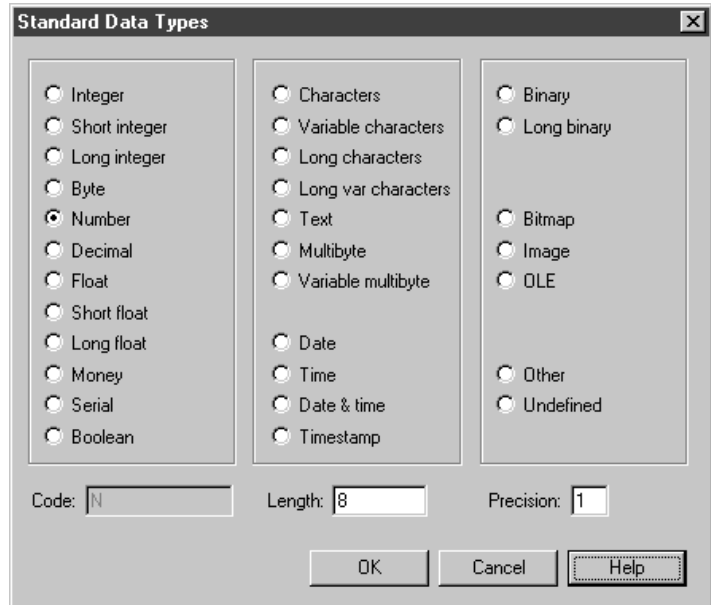 Standard Data Types
Integer
Short integer
Long integer
Byte
Number
Decimal
Float
Short float
Long float
Money
Serial
Boolean
Characters
Variable characters
Long characters
Long var characters
Text
Multibyte
Variable multibyte
Date
Time
Date & time
Timestamp
Binary
Long binary
Bitmap
Image
OLE
Other
Undefined
Code: N
Length: 8
Precision: 1
OK
Cancel
Help